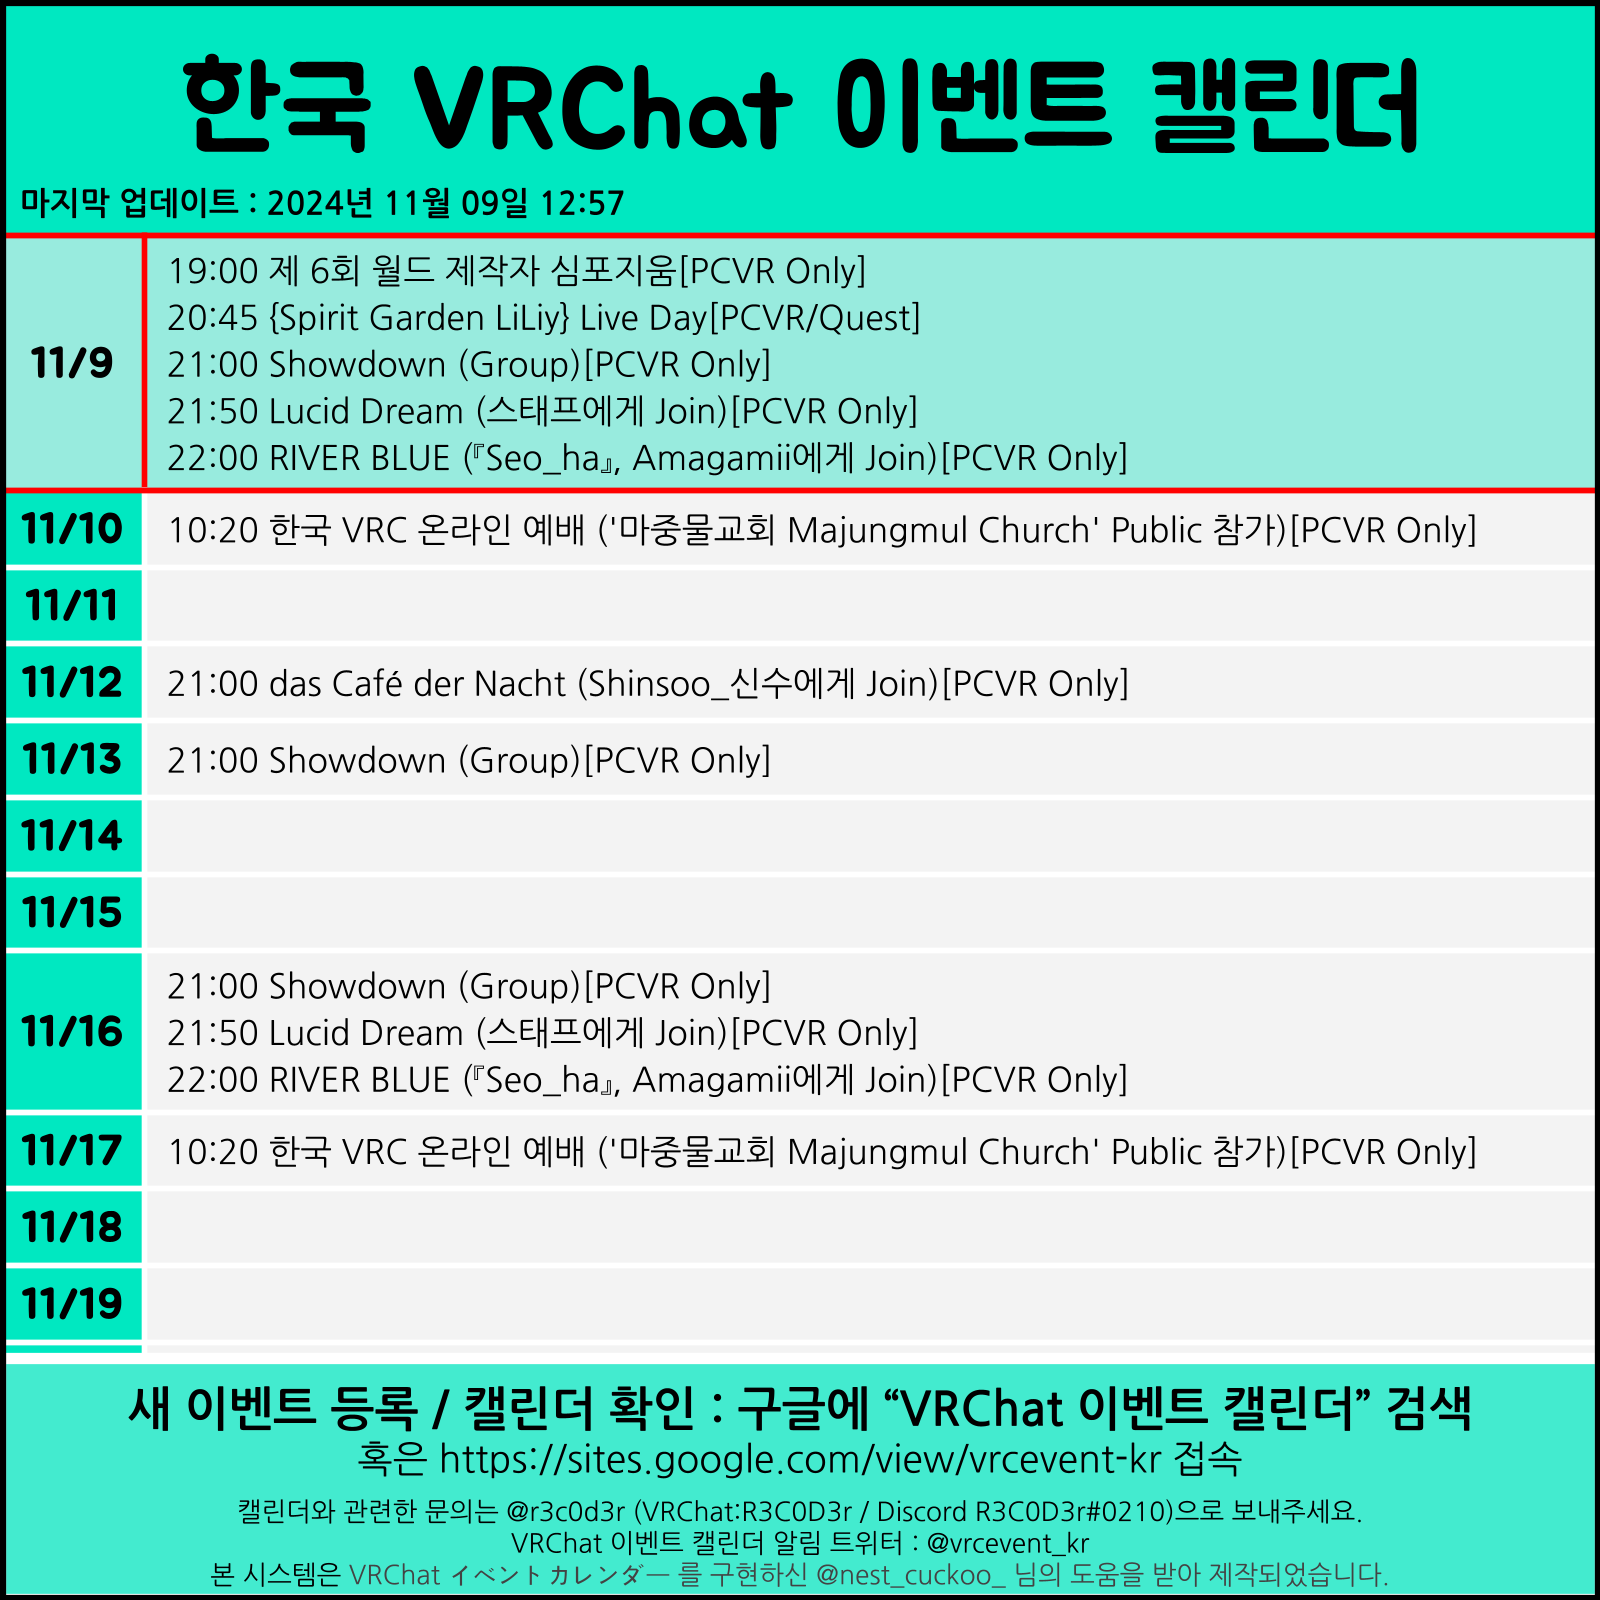 한국 VRChat 이벤트 캘린더
마지막 업데이트 : 2024년 11월 09일 12:57
11/9
19:00 제 6회 월드 제작자 심포지움[PCVR Only]
20:45 {Spirit Garden LiLiy} Live Day[PCVR/Quest]
21:00 Showdown (Group)[PCVR Only]
21:50 Lucid Dream (스태프에게 Join)[PCVR Only]
22:00 RIVER BLUE (『Seo_ha』, Amagamii에게 Join)[PCVR Only]
11/10
10:20 한국 VRC 온라인 예배 ('마중물교회 Majungmul Church' Public 참가)[PCVR Only]
11/11
11/12
21:00 das Café der Nacht (Shinsoo_신수에게 Join)[PCVR Only]
11/13
21:00 Showdown (Group)[PCVR Only]
11/14
11/15
11/16
21:00 Showdown (Group)[PCVR Only]
21:50 Lucid Dream (스태프에게 Join)[PCVR Only]
22:00 RIVER BLUE (『Seo_ha』, Amagamii에게 Join)[PCVR Only]
11/17
10:20 한국 VRC 온라인 예배 ('마중물교회 Majungmul Church' Public 참가)[PCVR Only]
11/18
11/19
새 이벤트 등록 / 캘린더 확인 : 구글에 “VRChat 이벤트 캘린더” 검색
혹은 https://sites.google.com/view/vrcevent-kr 접속
캘린더와 관련한 문의는 @r3c0d3r (VRChat:R3C0D3r / Discord R3C0D3r#0210)으로 보내주세요.
VRChat 이벤트 캘린더 알림 트위터 : @vrcevent_kr
본 시스템은 VRChat イベントカレンダー 를 구현하신 @nest_cuckoo_ 님의 도움을 받아 제작되었습니다.